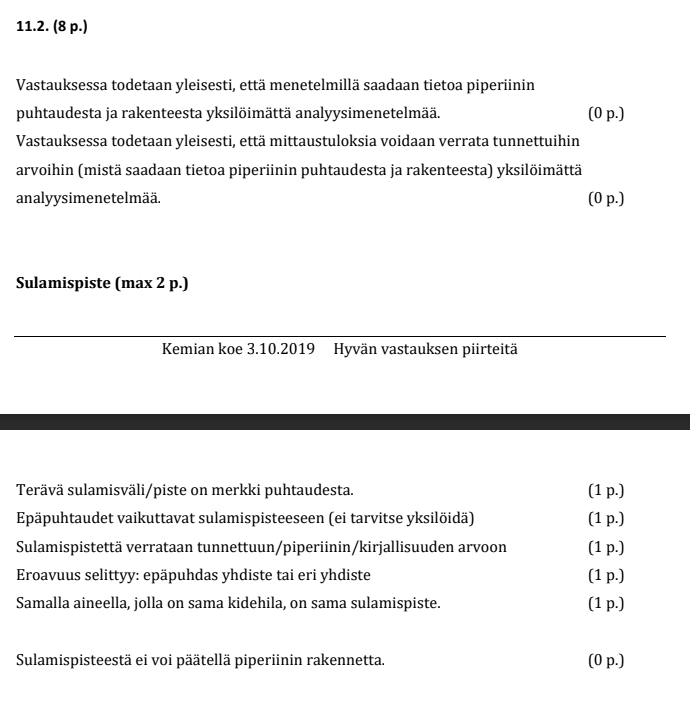 11.2. (8 p.)
Vastauksessa todetaan yleisesti, että menetelmillä saadaan tietoa piperiinin
puhtaudesta ja rakenteesta yksilöimättä analyysimenetelmää. (0 p.)
Vastauksessa todetaan yleisesti, että mittaustuloksia voidaan verrata tunnettuihin
arvoihin (mistä saadaan tietoa piperiinin puhtaudesta ja rakenteesta) yksilöimättä
analyysimenetelmää. (0 p.)
Sulamispiste (max 2 p.)
Kemian koe 3.10.2019 Hyvän vastauksen piirteitä
Terävä sulamisväli/piste on merkki puhtaudesta. (1 p.)
Epäpuhtaudet vaikuttavat sulamispisteeseen (ei tarvitse yksilöidä) (1 p.)
Sulamispistettä verrataan tunnettuun/piperiinin/kirjallisuuden arvoon (1 p.)
Eroavuus selittyy: epäpuhdas yhdiste tai eri yhdiste (1 p.)
Samalla aineella, jolla on sama kidehila, on sama sulamispiste. (1 p.)
Sulamispisteestä ei voi päätellä piperiinin rakennetta. (0 p.)